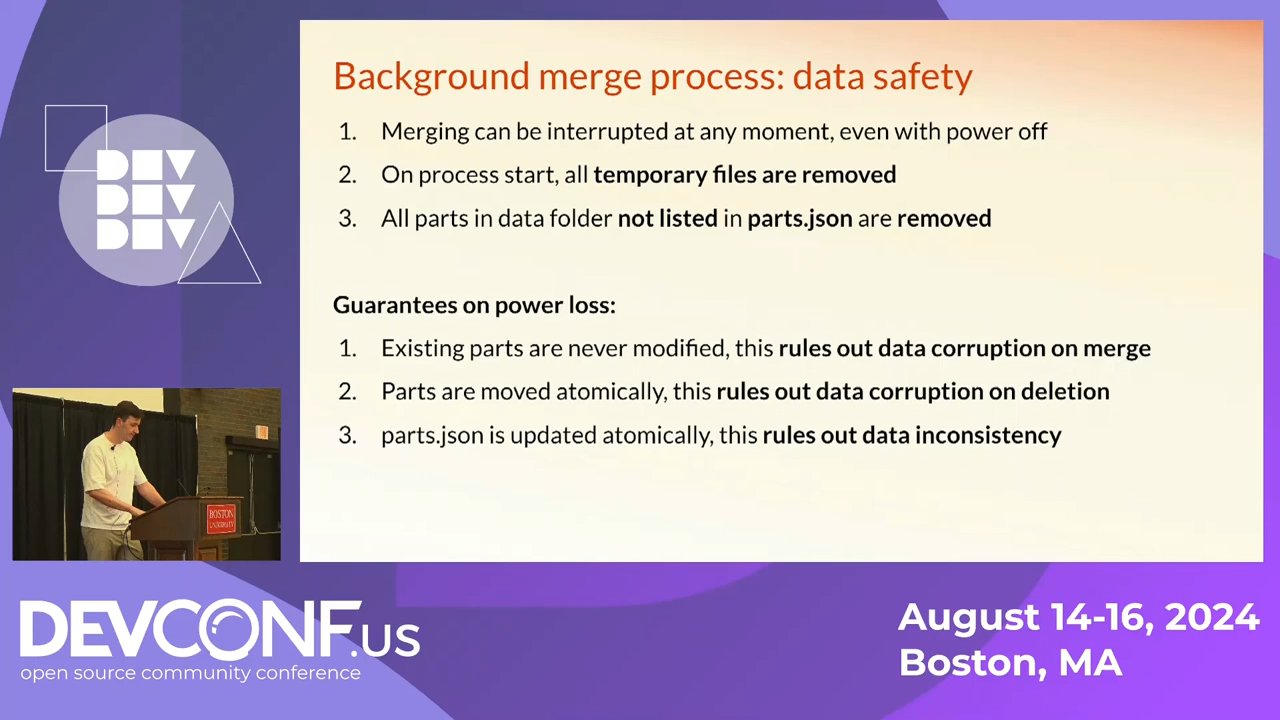 Background merge process: data safety
1. Merging can be interrupted at any moment, even with power off
2. On process start, all temporary files are removed
3. All parts in data folder not listed in parts.json are removed
Guarantees on power loss:
1. Existing parts are never modified, this rules out data corruption on merge
2. Parts are moved atomically, this rules out data corruption on deletion
3. parts.json is updated atomically, this rules out data inconsistency
DEV
DEV
DEV
BOSTON
UNIVERSITY
DEVCONF.us
open source community conference
August 14-16, 2024
Boston, MA